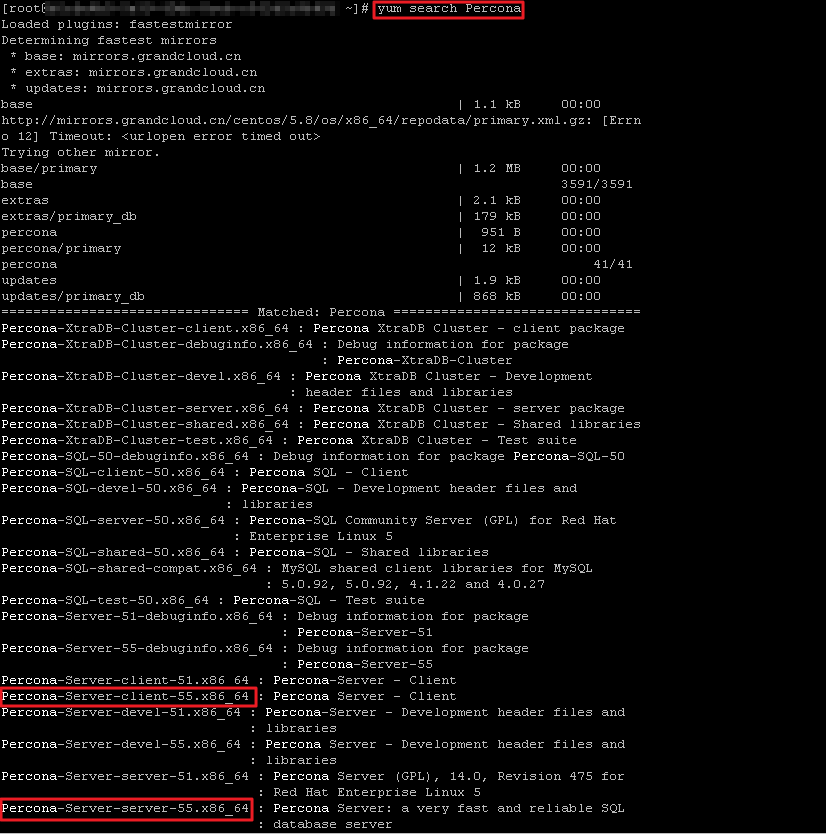 [root@ ~]# yum search Percona
Loaded plugins: fastestmirror
Determining fastest mirrors
 * base: mirrors.grandcloud.cn
 * extras: mirrors.grandcloud.cn
 * updates: mirrors.grandcloud.cn
base                                                     | 1.1 kB     00:00
http://mirrors.grandcloud.cn/centos/5.8/os/x86_64/repodata/primary.xml.gz: [Errn
o 12] Timeout: <urlopen error timed out>
Trying other mirror.
base/primary                                             | 1.2 MB     00:00
base                                                                  3591/3591
extras                                                   | 2.1 kB     00:00
extras/primary_db                                        | 179 kB     00:00
percona                                                  |  951 B     00:00
percona/primary                                          |  12 kB     00:00
percona                                                                   41/41
updates                                                  | 1.9 kB     00:00
updates/primary_db                                       | 868 kB     00:00
=============================== Matched: Percona ===============================
Percona-XtraDB-Cluster-client.x86_64 : Percona XtraDB Cluster - client package
Percona-XtraDB-Cluster-debuginfo.x86_64 : Debug information for package
                                        : Percona-XtraDB-Cluster
Percona-XtraDB-Cluster-devel.x86_64 : Percona XtraDB Cluster - Development
                                    : header files and libraries
Percona-XtraDB-Cluster-server.x86_64 : Percona XtraDB Cluster - server package
Percona-XtraDB-Cluster-shared.x86_64 : Percona XtraDB Cluster - Shared libraries
Percona-XtraDB-Cluster-test.x86_64 : Percona XtraDB Cluster - Test suite
Percona-SQL-50-debuginfo.x86_64 : Debug information for package Percona-SQL-50
Percona-SQL-client-50.x86_64 : Percona SQL - Client
Percona-SQL-devel-50.x86_64 : Percona-SQL - Development header files and
                            : libraries
Percona-SQL-server-50.x86_64 : Percona-SQL Community Server (GPL) for Red Hat
                             : Enterprise Linux 5
Percona-SQL-shared-50.x86_64 : Percona-SQL - Shared libraries
Percona-SQL-shared-compat.x86_64 : MySQL shared client libraries for MySQL
                                 : 5.0.92, 5.0.92, 4.1.22 and 4.0.27
Percona-SQL-test-50.x86_64 : Percona-SQL - Test suite
Percona-Server-51-debuginfo.x86_64 : Debug information for package
                                   : Percona-Server-51
Percona-Server-55-debuginfo.x86_64 : Debug information for package
                                   : Percona-Server-55
Percona-Server-client-51.x86_64 : Percona-Server - Client
Percona-Server-client-55.x86_64 : Percona Server - Client
Percona-Server-devel-51.x86_64 : Percona-Server - Development header files and
                               : libraries
Percona-Server-devel-55.x86_64 : Percona Server - Development header files and
                               : libraries
Percona-Server-server-51.x86_64 : Percona Server (GPL), 14.0, Revision 475 for
                                : Red Hat Enterprise Linux 5
Percona-Server-server-55.x86_64 : Percona Server: a very fast and reliable SQL
                                : database server